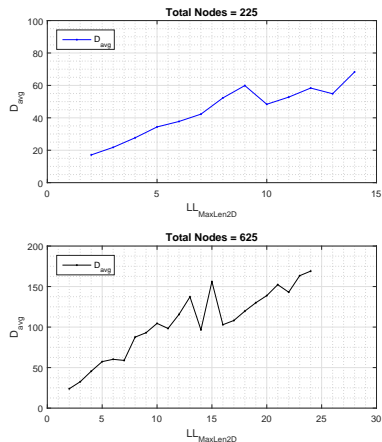 Total Nodes = 225
D_avg
D_avg
100
80
60
40
20
0
0 5 10 15
LL_MaxLen2D
Total Nodes = 625
D_avg
D_avg
200
150
100
50
0
0 5 10 15 20 25 30
LL_MaxLen2D